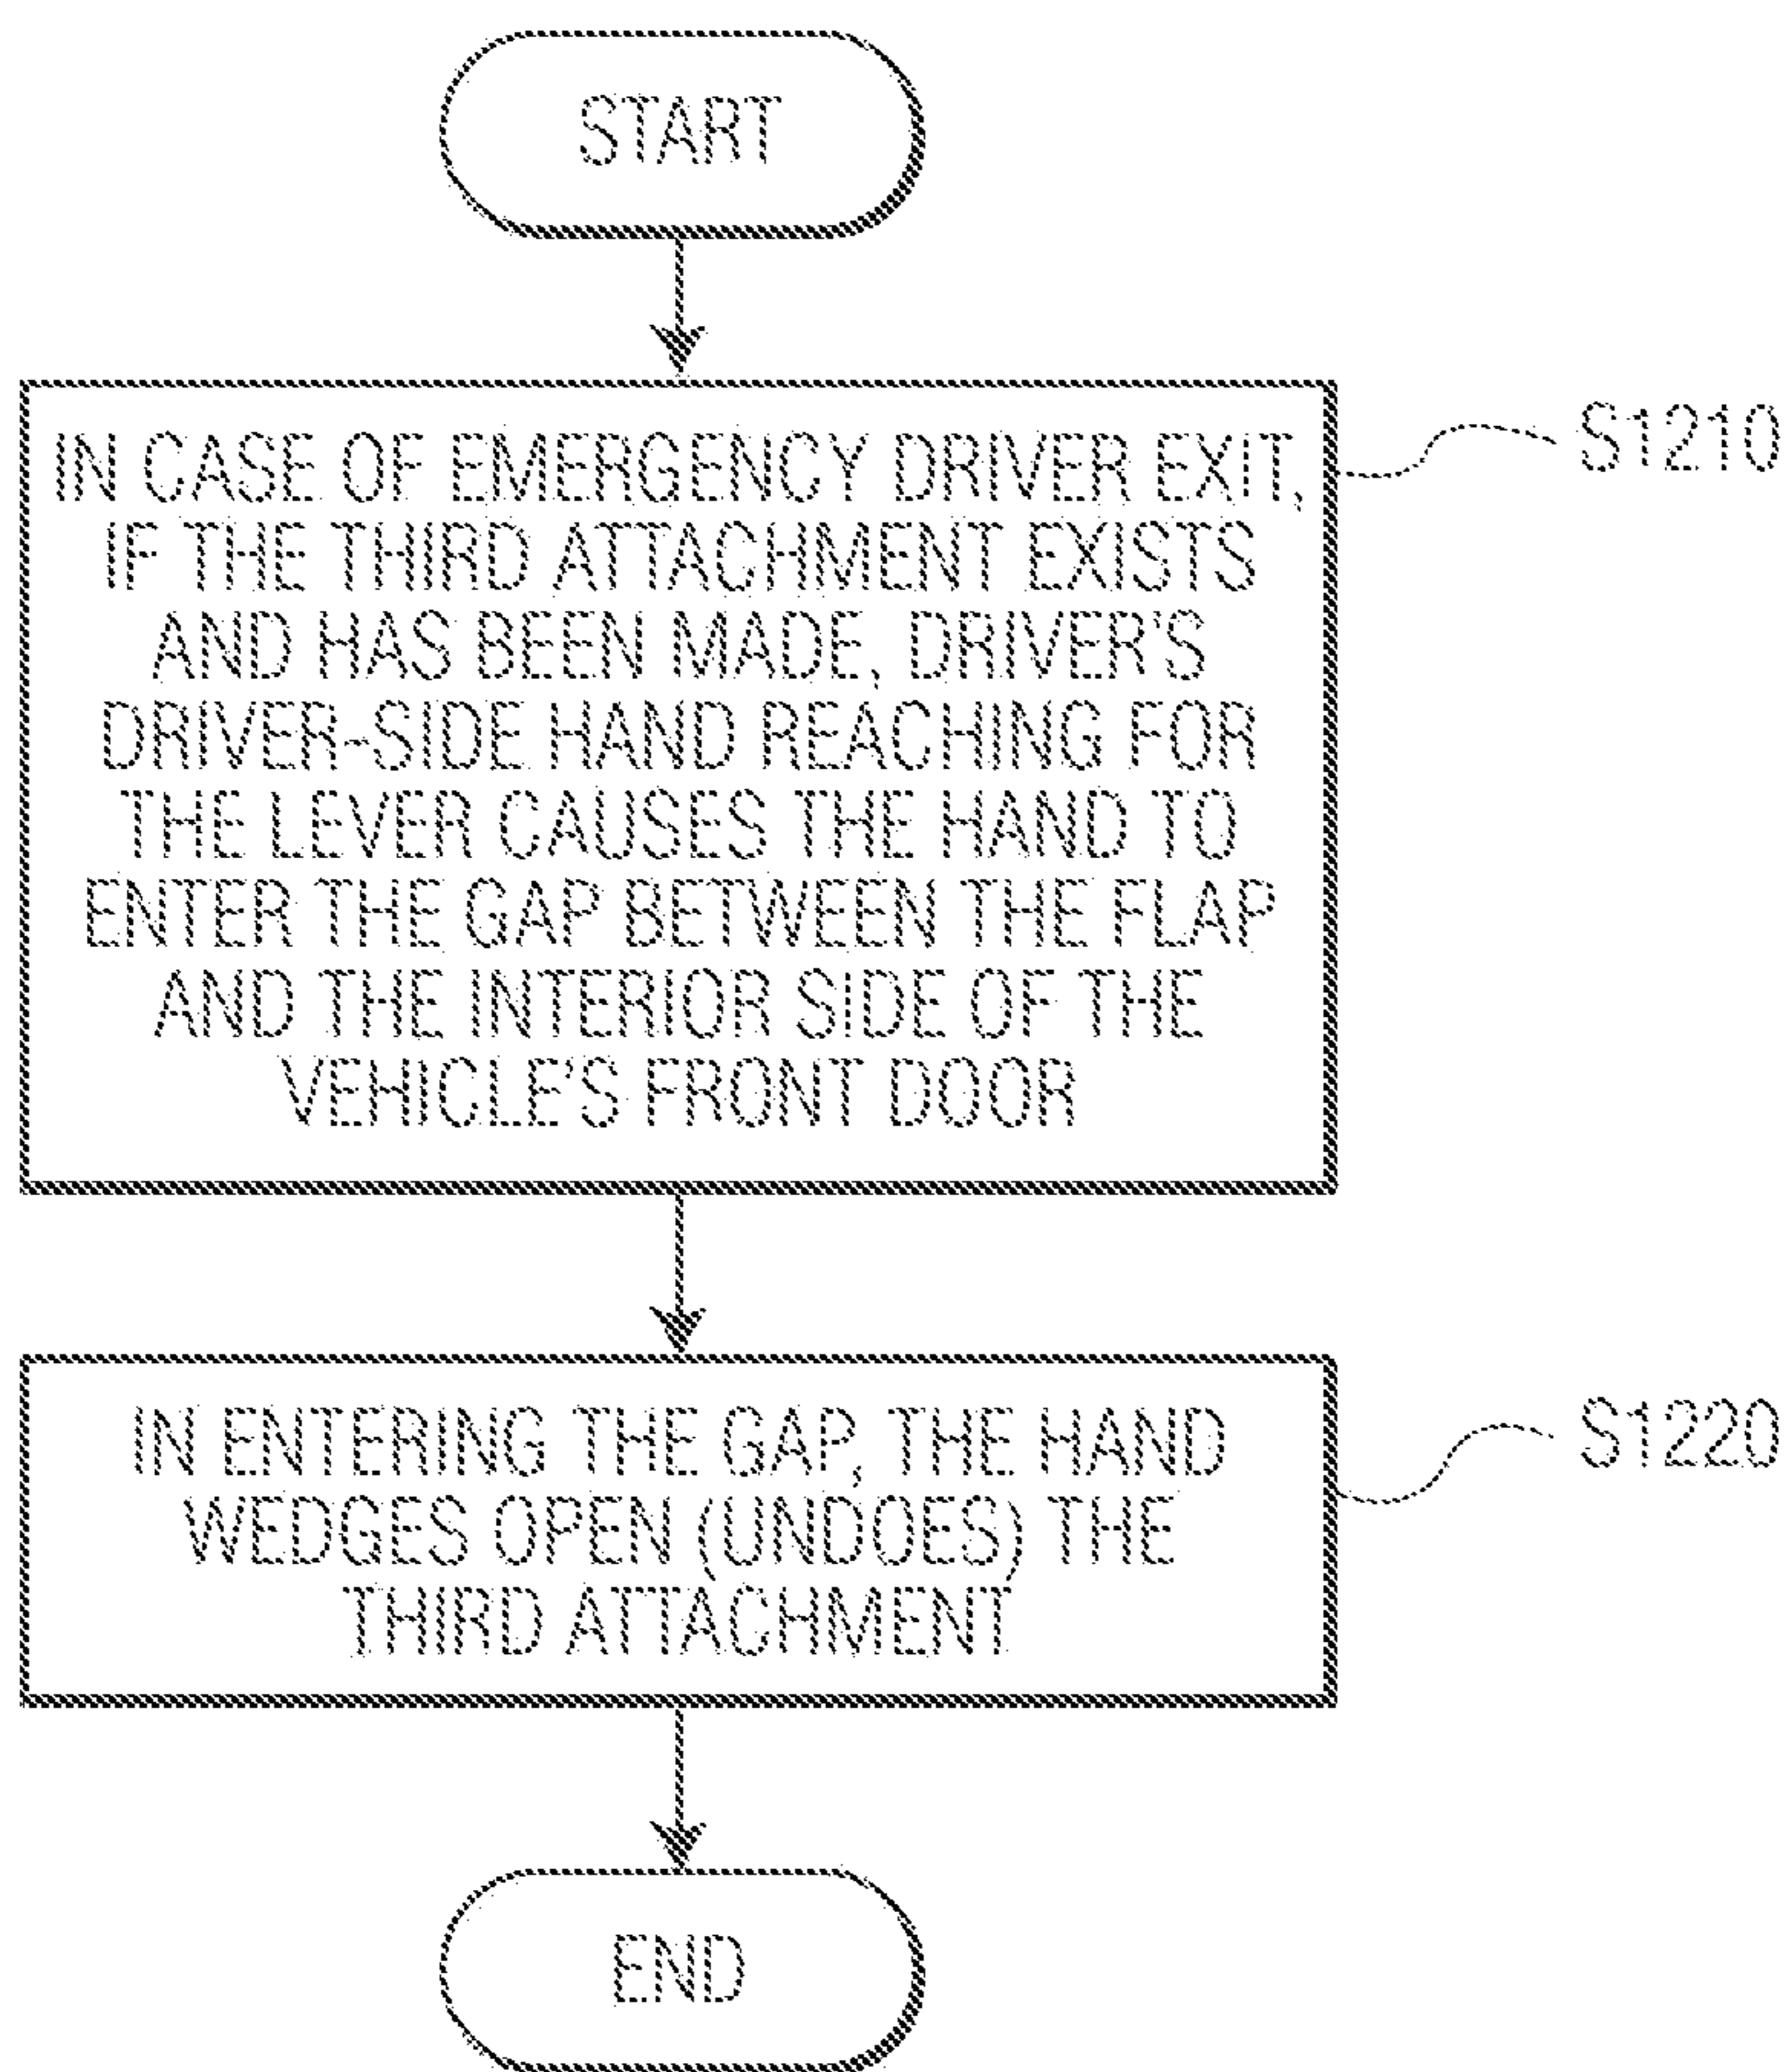 START
IN CASE OF EMERGENCY DRIVER EXIT,
IF THE THIRD ATTACHMENT EXISTS
AND HAS BEEN MADE, DRIVER'S
DRIVER-SIDE HAND REACHING FOR
THE LEVER CAUSES THE HAND TO
ENTER THE GAP BETWEEN THE FLAP
AND THE INTERIOR SIDE OF THE
VEHICLE'S FRONT DOOR
S1210
IN ENTERING THE GAP, THE HAND
WEDGES OPEN (UNDOES) THE
THIRD ATTACHMENT
S1220
END